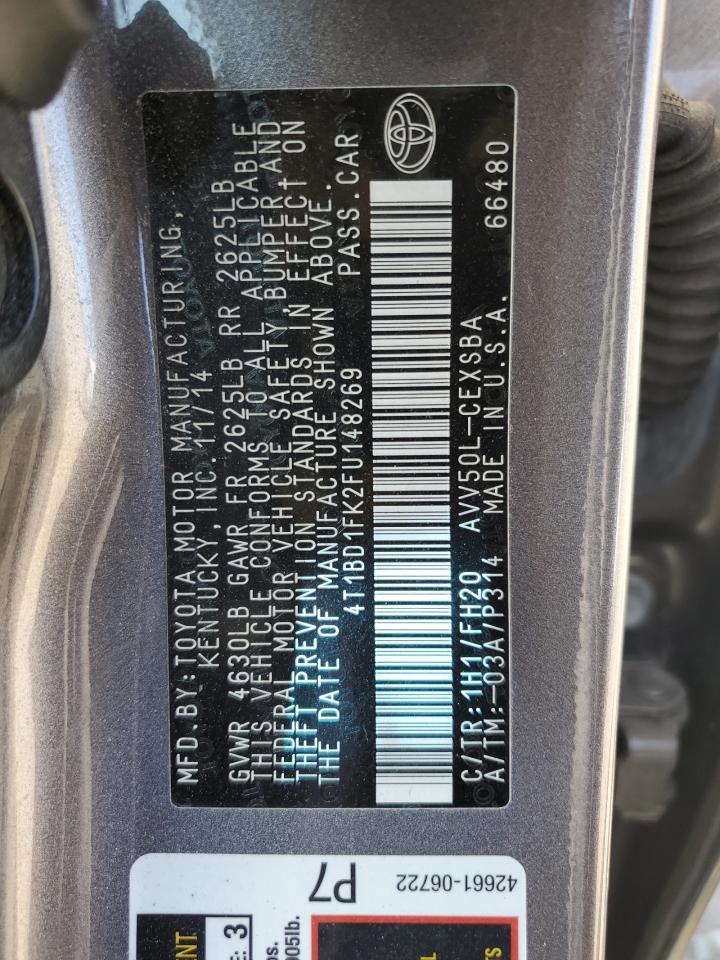 MFD.BY:TOYOTA MOTOR MANUFACTURING,
KENTUCKY,INC. 11/14
GVWR 4630LB GAWR FR 2625LB RR 2625LB
THIS VEHICLE CONFORMS TO ALL APPLICABLE
FEDERAL MOTOR VEHICLE SAFETY,BUMPER,AND
THEFT PREVENTION STANDARDS IN EFFECT ON
THE DATE OF MANUFACTURE SHOWN ABOVE.
4T1BD1FK2FU148269 PASS.CAR
C/TR:1H1/FH20 AVV50L-CEXSBA
A/TM:-03A/P314 MADE IN U.S.A. 66480
42661-06722
P7
3
005lb.